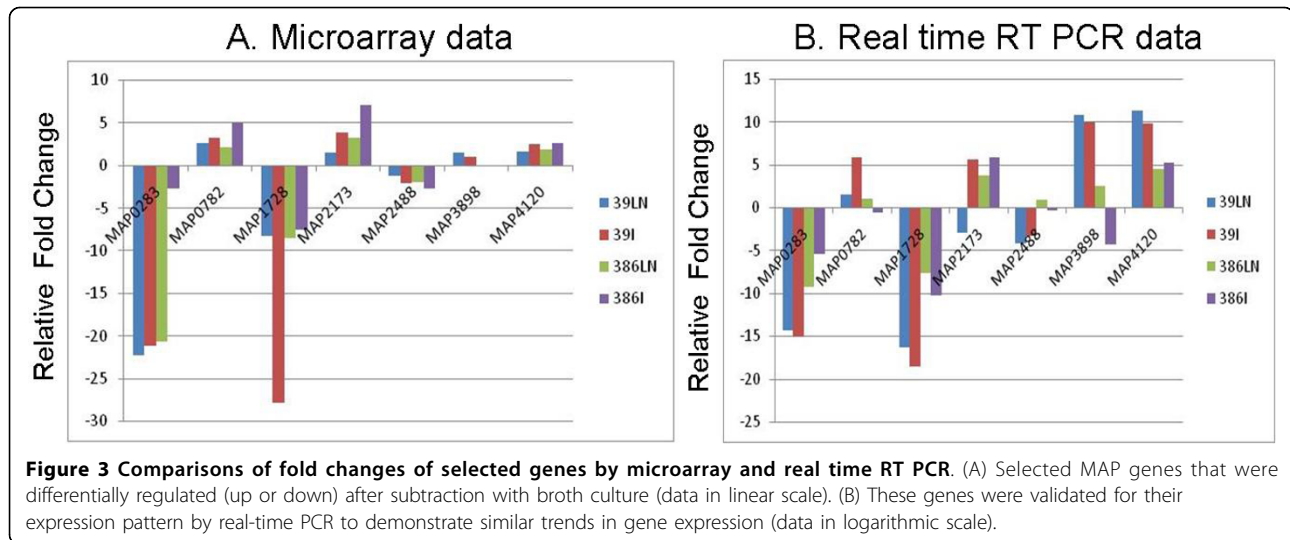 A. Microarray data
Relative Fold Change
10
5
0
-5
-10
-15
-20
-25
-30
MAP0283
MAP0782
MAP1728
MAP2173
MAP2488
MAP3898
MAP4120
39LN
39I
386LN
386I
B. Real time RT PCR data
Relative Fold Change
15
10
5
0
-5
-10
-15
-20
-25
MAP0283
MAP0782
MAP1728
MAP2173
MAP2488
MAP3898
MAP4120
39LN
39I
386LN
386I
Figure 3 Comparisons of fold changes of selected genes by microarray and real time RT PCR. (A) Selected MAP genes that were
differentially regulated (up or down) after subtraction with broth culture (data in linear scale). (B) These genes were validated for their
expression pattern by real-time PCR to demonstrate similar trends in gene expression (data in logarithmic scale).